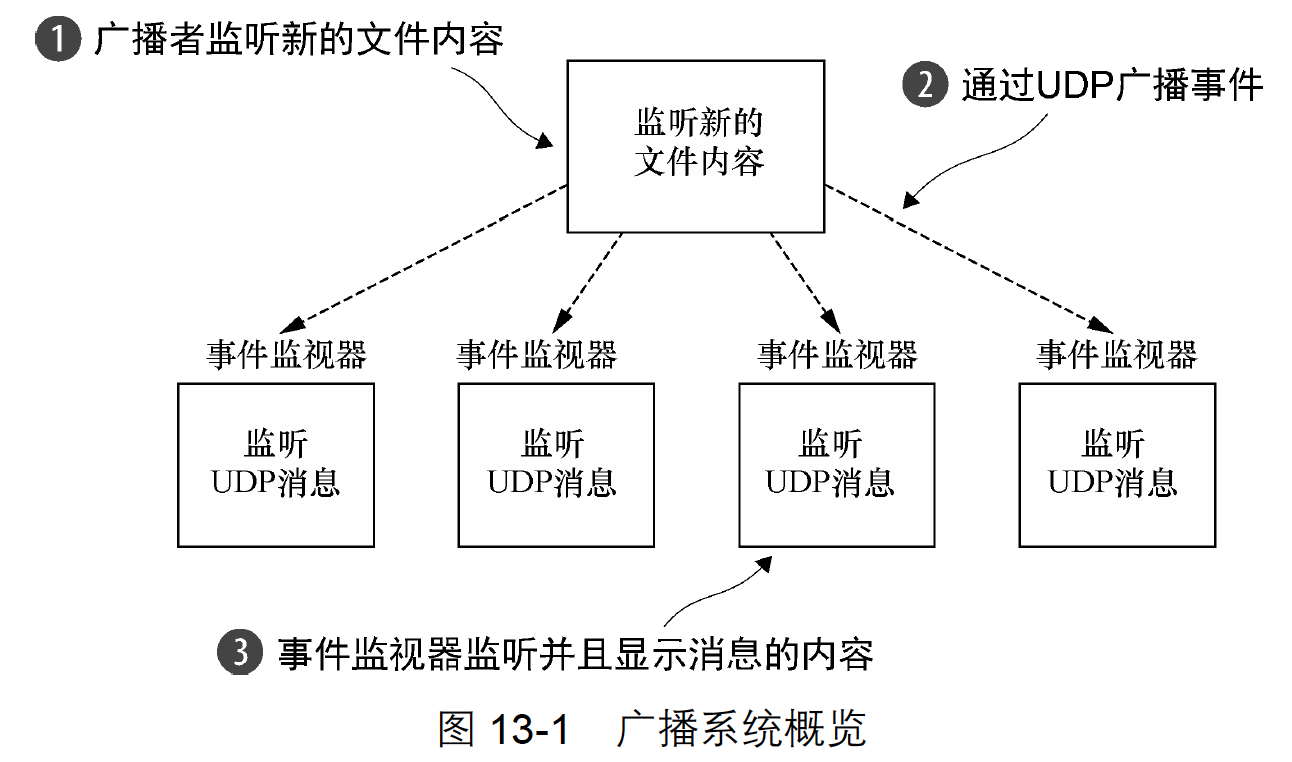 1 广播者监听新的文件内容
2 通过UDP广播事件
监听新的
文件内容
事件监视器
事件监视器
事件监视器
事件监视器
监听
UDP消息
监听
UDP消息
监听
UDP消息
监听
UDP消息
3 事件监视器监听并且显示消息的内容
图 13-1 广播系统概览